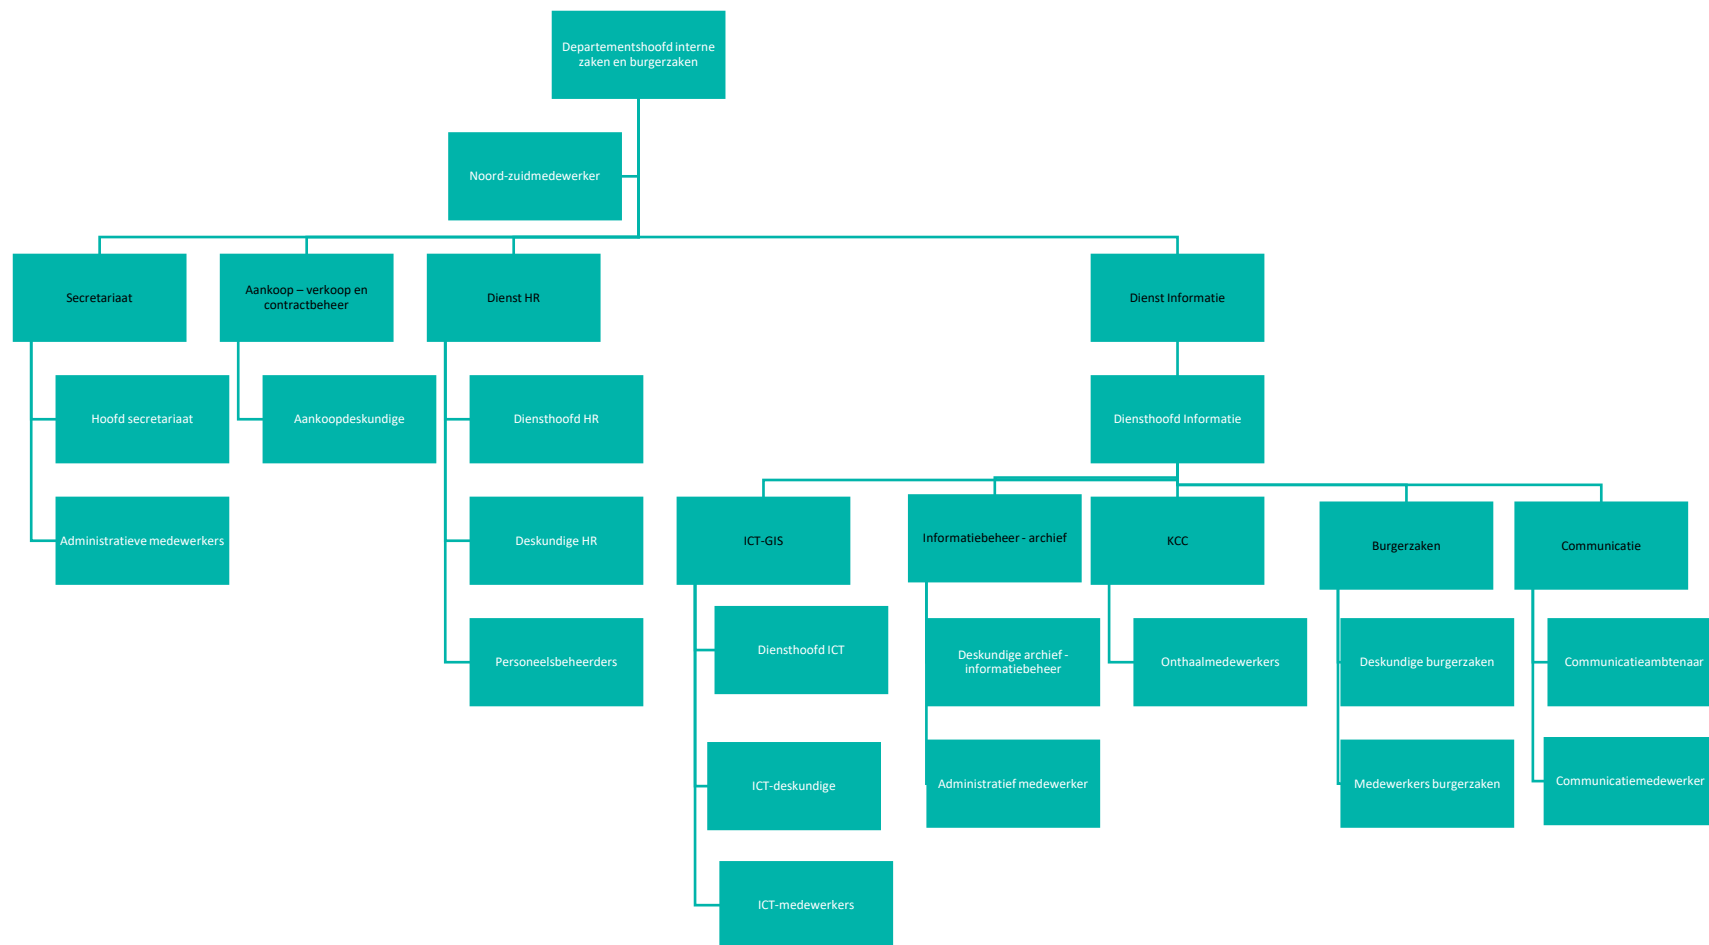 Departementshoofd interne
zaken en burgerzaken
Noord-zuidmedewerker
Secretariaat
Aankoop – verkoop en
contractbeheer
Dienst HR
Dienst Informatie
Hoofd secretariaat
Aankoopdeskundige
Diensthoofd HR
Diensthoofd Informatie
Administratieve medewerkers
Deskundige HR
ICT-GIS
Informatiebeheer - archief
KCC
Burgerzaken
Communicatie
Personeelsbeheerders
Diensthoofd ICT
Deskundige archief -
informatiebeheer
Onthaalmedewerkers
Deskundige burgerzaken
Communicatieambtenaar
ICT-deskundige
Administratief medewerker
Medewerkers burgerzaken
Communicatiemedewerker
ICT-medewerkers